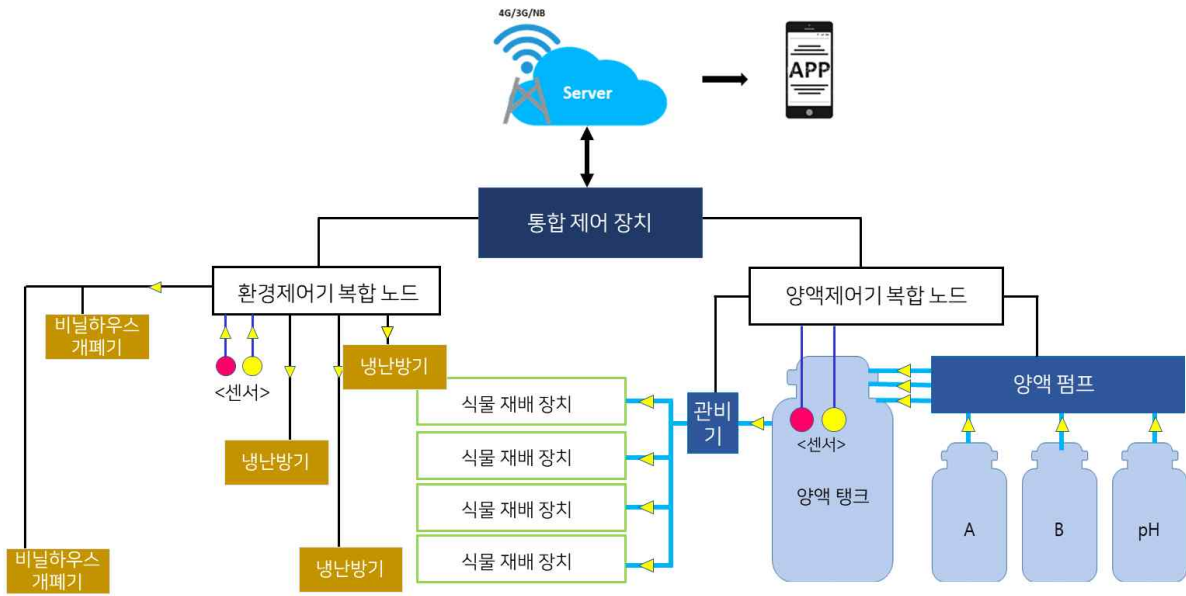 4G/3G/NB
Server
APP
통합 제어 장치
환경제어기 복합 노드
양액제어기 복합 노드
비닐하우스
개폐기
<센서>
냉난방기
냉난방기
냉난방기
비닐하우스
개폐기
식물 재배 장치
식물 재배 장치
식물 재배 장치
식물 재배 장치
관비
기
<센서>
양액 탱크
양액 펌프
A
B
pH